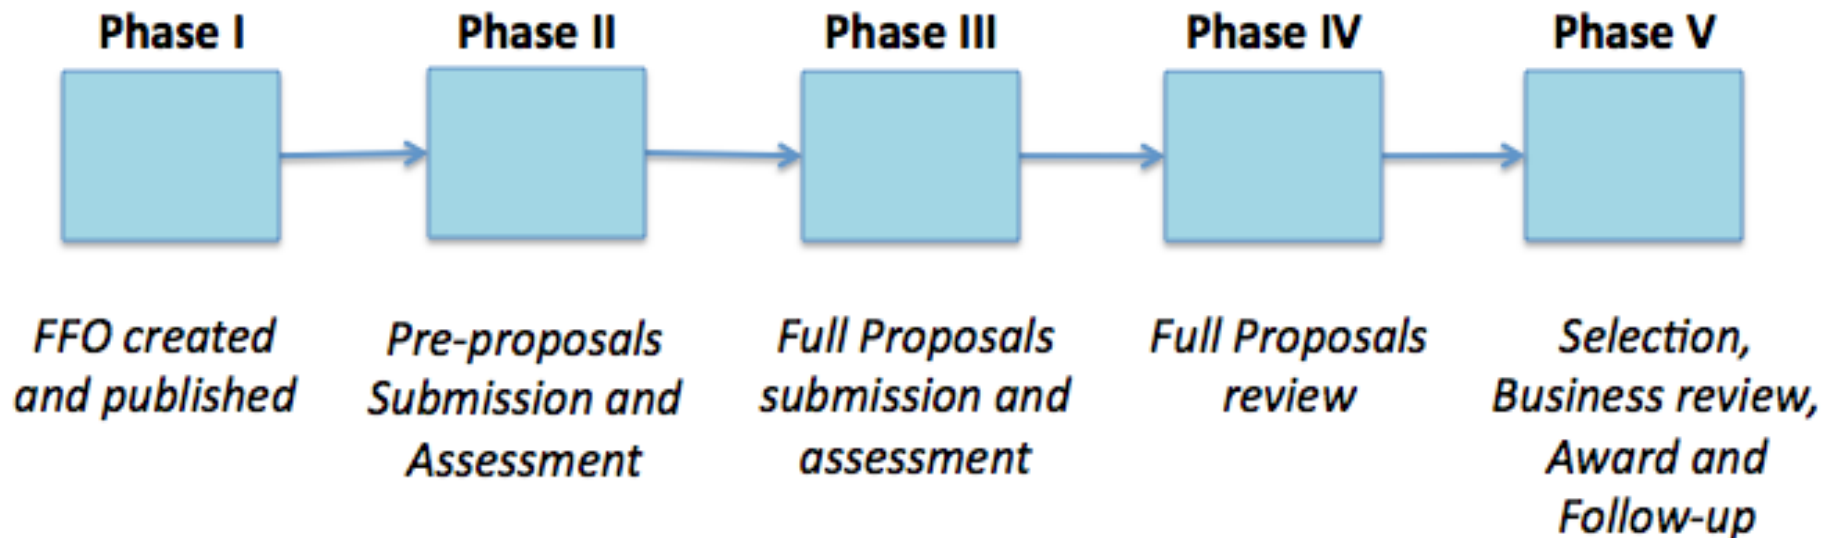 Phase I
Phase II
Phase III
Phase IV
Phase V
FFO created
and published
Pre-proposals
Submission and
Assessment
Full Proposals
submission and
assessment
Full Proposals
review
Selection,
Business review,
Award and
Follow-up